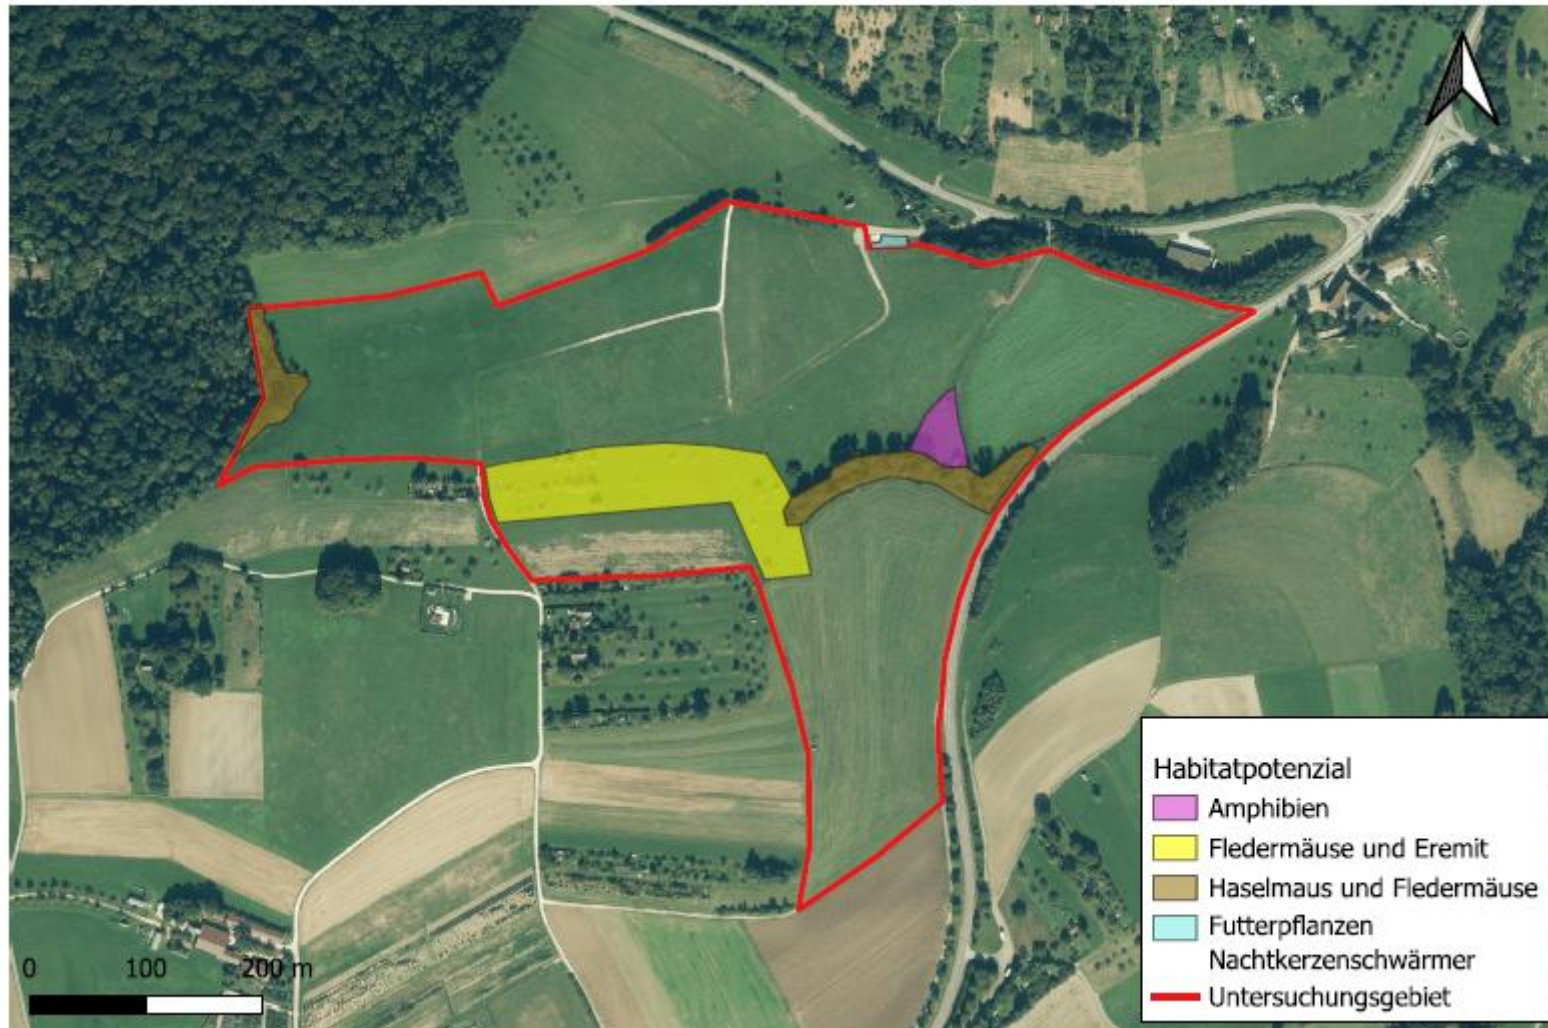 Habitatpotenzial
Amphibien
Fledermäuse und Eremit
Haselmaus und Fledermäuse
Futterpflanzen
Nachtkerzenschwärmer
Untersuchungsgebiet
0 100 200 m